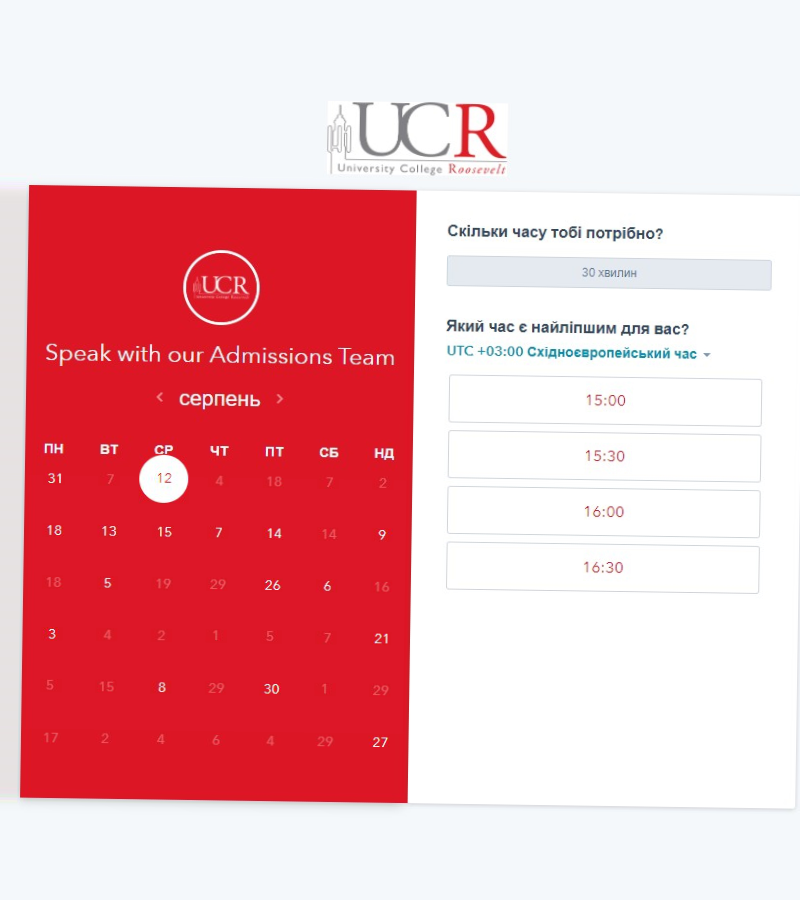 UCR
University College Roosevelt
UCR
University College Roosevelt
Speak with our Admissions Team
серпень
ПН ВТ СР ЧТ ПТ СБ НД
31 7 12 4 18 7 2
18 13 15 7 14 14 9
18 5 19 29 26 6 16
3 4 2 1 5 7 21
5 15 8 29 30 1 29
17 2 4 6 4 29 27
Скільки часу тобі потрібно?
30 хвилин
Який час є найліпшим для вас?
UTC +03:00 Східноєвропейський час
15:00
15:30
16:00
16:30